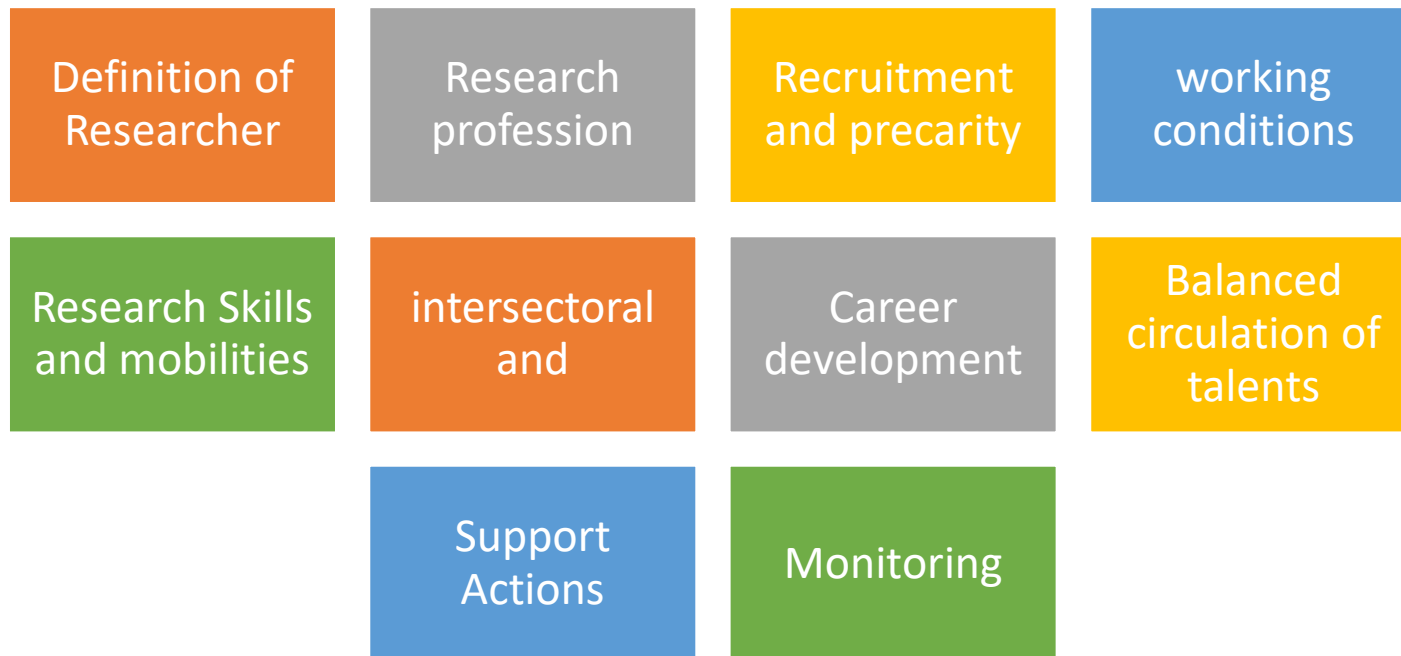 Definition of
Researcher
Research
profession
Recruitment
and precarity
working
conditions
Research Skills
and mobilities
intersectoral
and
Career
development
Balanced
circulation of
talents
Support
Actions
Monitoring